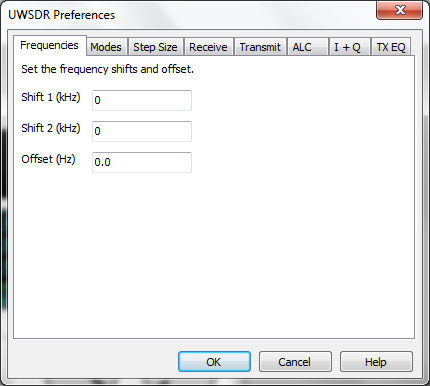 UWSDR Preferences
Frequencies Modes Step Size Receive Transmit ALC I + Q TX EQ
Set the frequency shifts and offset.
Shift 1 (kHz) 0
Shift 2 (kHz) 0
Offset (Hz) 0.0
OK Cancel Help